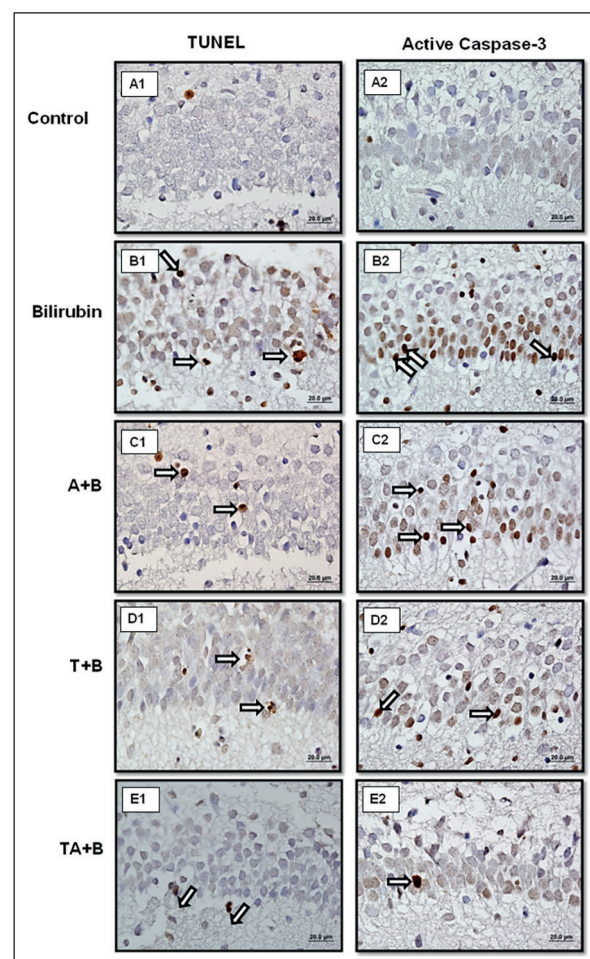 TUNEL Active Caspase-3
Control
A1 A2
20.0 µm 20.0 µm
Bilirubin
B1 B2
20.0 µm 20.0 µm
A+B
C1 C2
20.0 µm 20.0 µm
T+B
D1 D2
20.0 µm 20.0 µm
TA+B
E1 E2
20.0 µm 20.0 µm